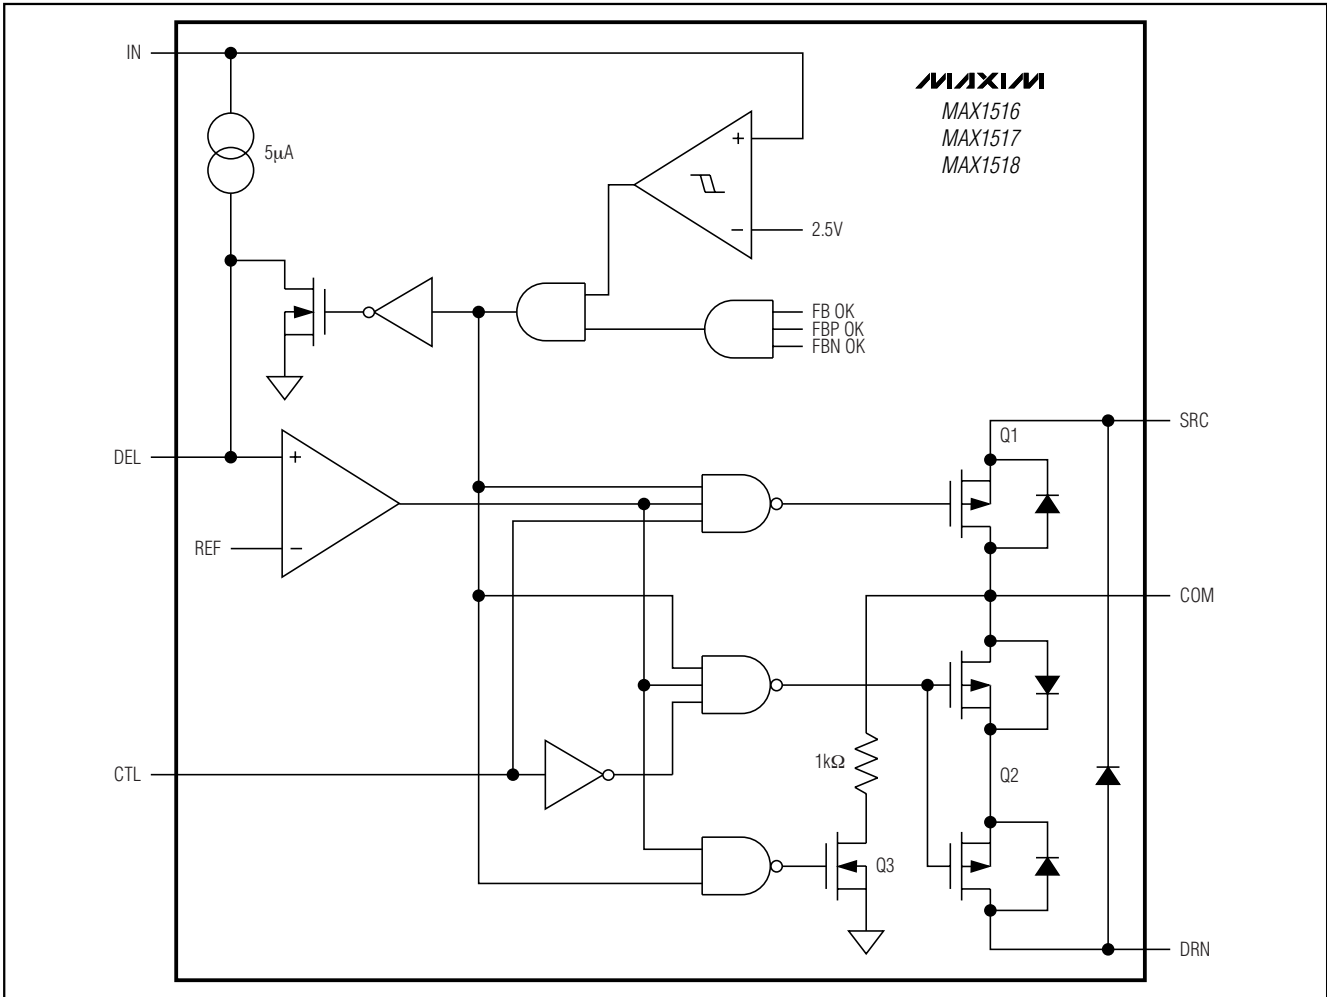 IN
MAXIM
MAX1516
MAX1517
MAX1518
5µA
+
−
2.5V
FB OK
FBP OK
FBN OK
SRC
Q1
DEL
+
REF
−
COM
1kΩ
CTL
Q2
Q3
DRN